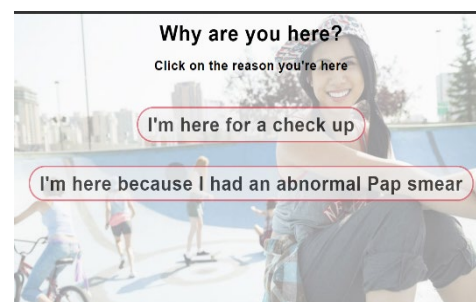 Why are you here?
Click on the reason you're here
I'm here for a check up
I'm here because I had an abnormal Pap smear